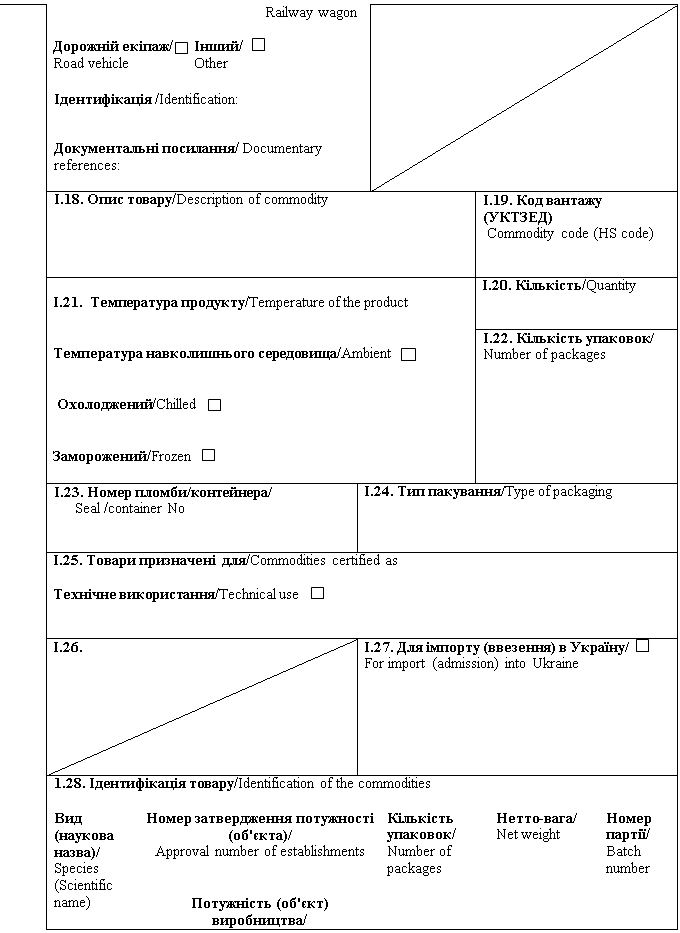 Railway wagon
Дорожній екіпаж/ Інший/
Road vehicle Other
Ідентифікація /Identification:
Документальні посилання/ Documentary
references:
I.18. Опис товару/Description of commodity
I.19. Код вантажу
(УКТЗЕД)
Commodity code (HS code)
I.20. Кількість/Quantity
I.21. Температура продукту/Temperature of the product
Температура навколишнього середовища/Ambient
Охолоджений/Chilled
Заморожений/Frozen
I.22. Кількість упаковок/
Number of packages
I.23. Номер пломби/контейнера/
Seal /container No
I.24. Тип пакування/Type of packaging
I.25. Товари призначені для/Commodities certified as
Технічне використання/Technical use
I.26.
I.27. Для імпорту (ввезення) в Україну/
For import (admission) into Ukraine
1.28. Ідентифікація товару/Identification of the commodities
Вид
(наукова
назва)/
Species
(Scientific
name)
Номер затвердження потужності
(об'єкта)/
Approval number of establishments
Потужність (об'єкт)
виробництва/
Кількість
упаковок/
Number of
packages
Нетто-вага/
Net weight
Номер
партії/
Batch
number